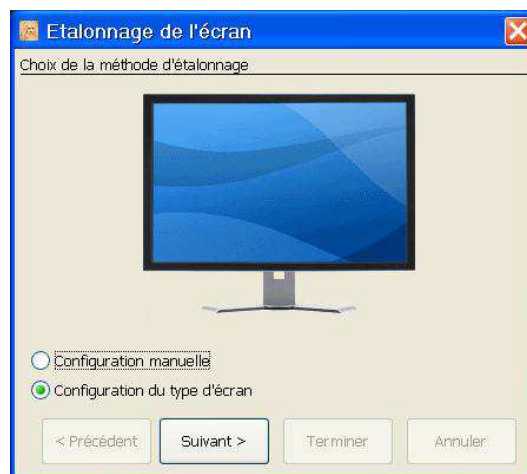 Etalonnage de l'écran
Choix de la méthode d'étalonnage
Configuration manuelle
Configuration du type d'écran
< Précédent Suivant > Terminer Annuler